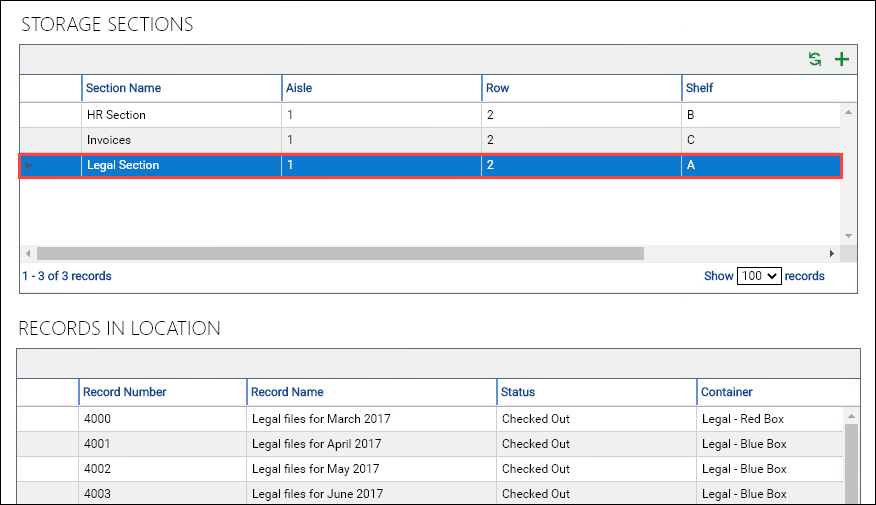 STORAGE SECTIONS
Section Name Aisle Row Shelf
HR Section 1 2 B
Invoices 1 2 C
Legal Section 1 2 A
1 - 3 of 3 records Show 100 records
RECORDS IN LOCATION
Record Number Record Name Status Container
4000 Legal files for March 2017 Checked Out Legal - Red Box
4001 Legal files for April 2017 Checked Out Legal - Blue Box
4002 Legal files for May 2017 Checked Out Legal - Blue Box
4003 Legal files for June 2017 Checked Out Legal - Blue Box